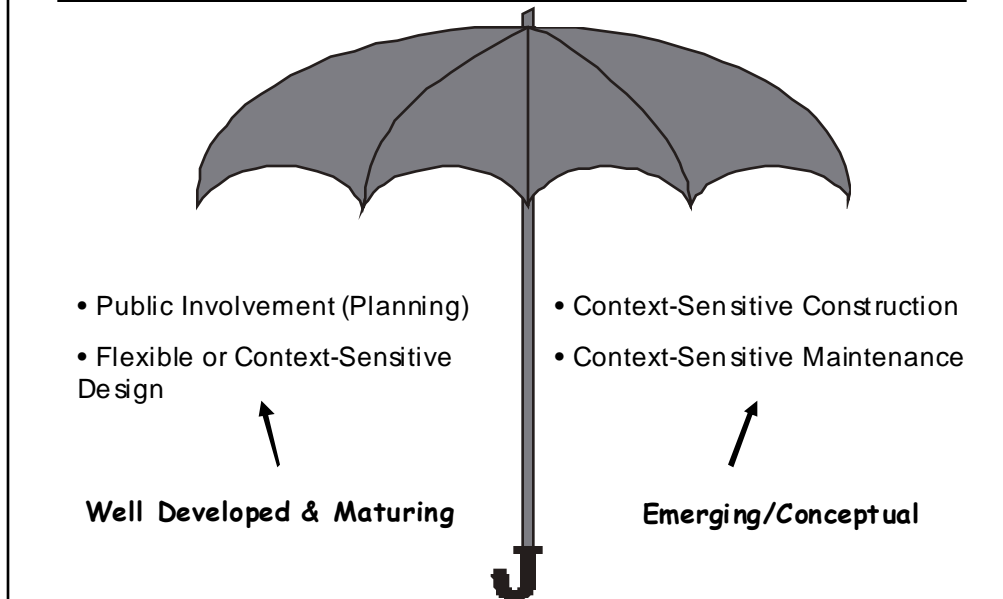 • Public Involvement (Planning)
• Flexible or Context-Sensitive
Design
• Context-Sensitive Construction
• Context-Sensitive Maintenance
Well Developed & Maturing
Emerging/Conceptual